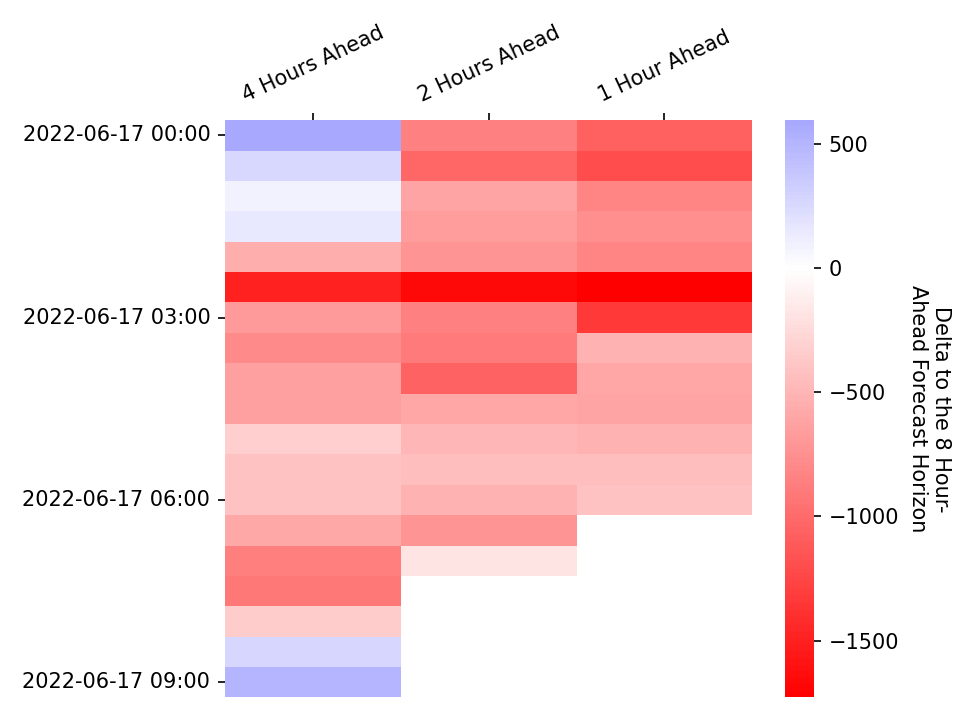 4 Hours Ahead
2 Hours Ahead
1 Hour Ahead
2022-06-17 00:00
2022-06-17 03:00
2022-06-17 06:00
2022-06-17 09:00
500
0
−500
−1000
−1500
Delta to the 8 Hour-
Ahead Forecast Horizon